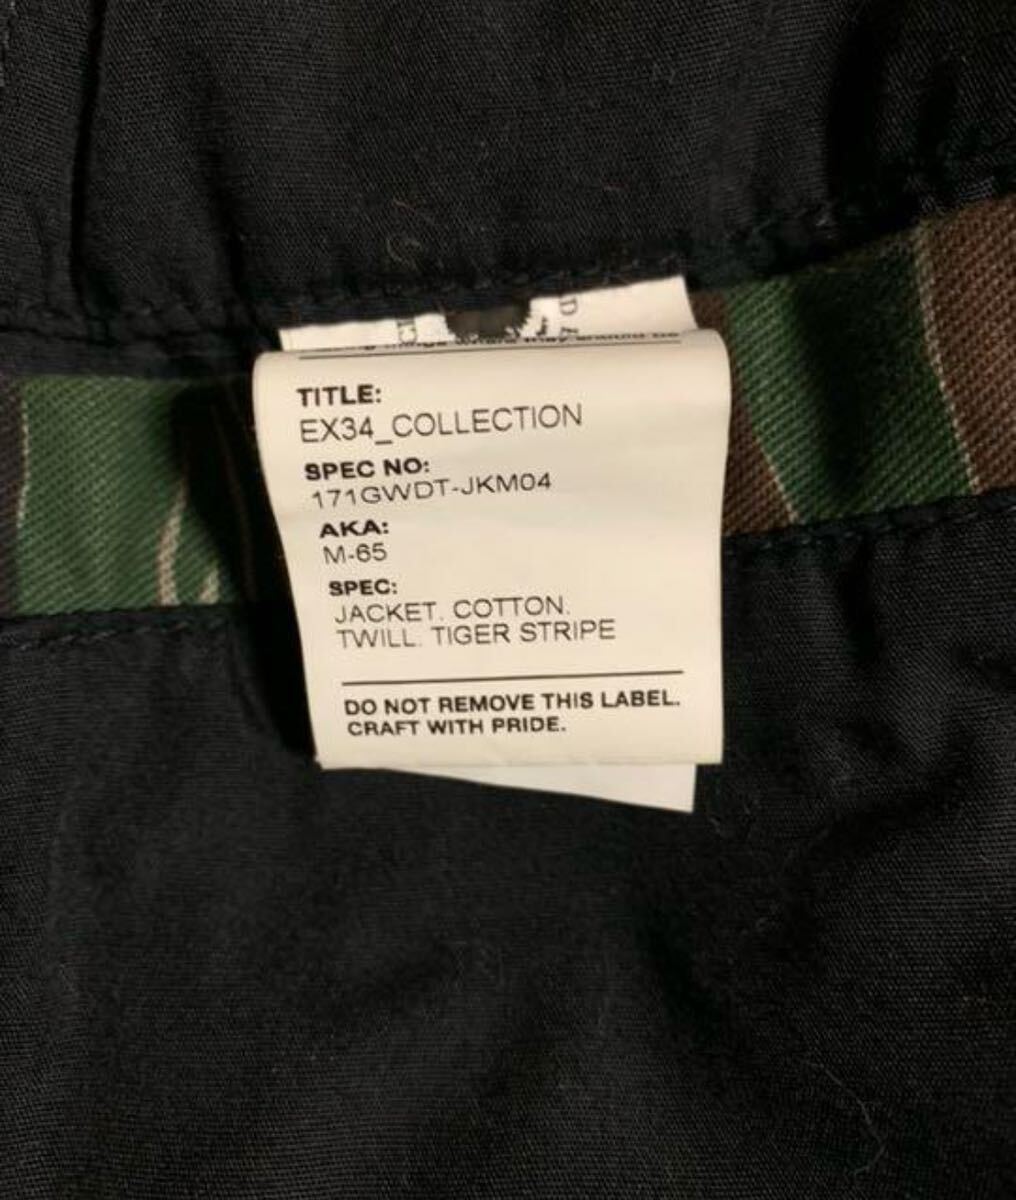 TITLE:
EX34_COLLECTION
SPEC NO:
171GWDT-JKM04
AKA:
M-65
SPEC:
JACKET. COTTON.
TWILL. TIGER STRIPE
DO NOT REMOVE THIS LABEL.
CRAFT WITH PRIDE.